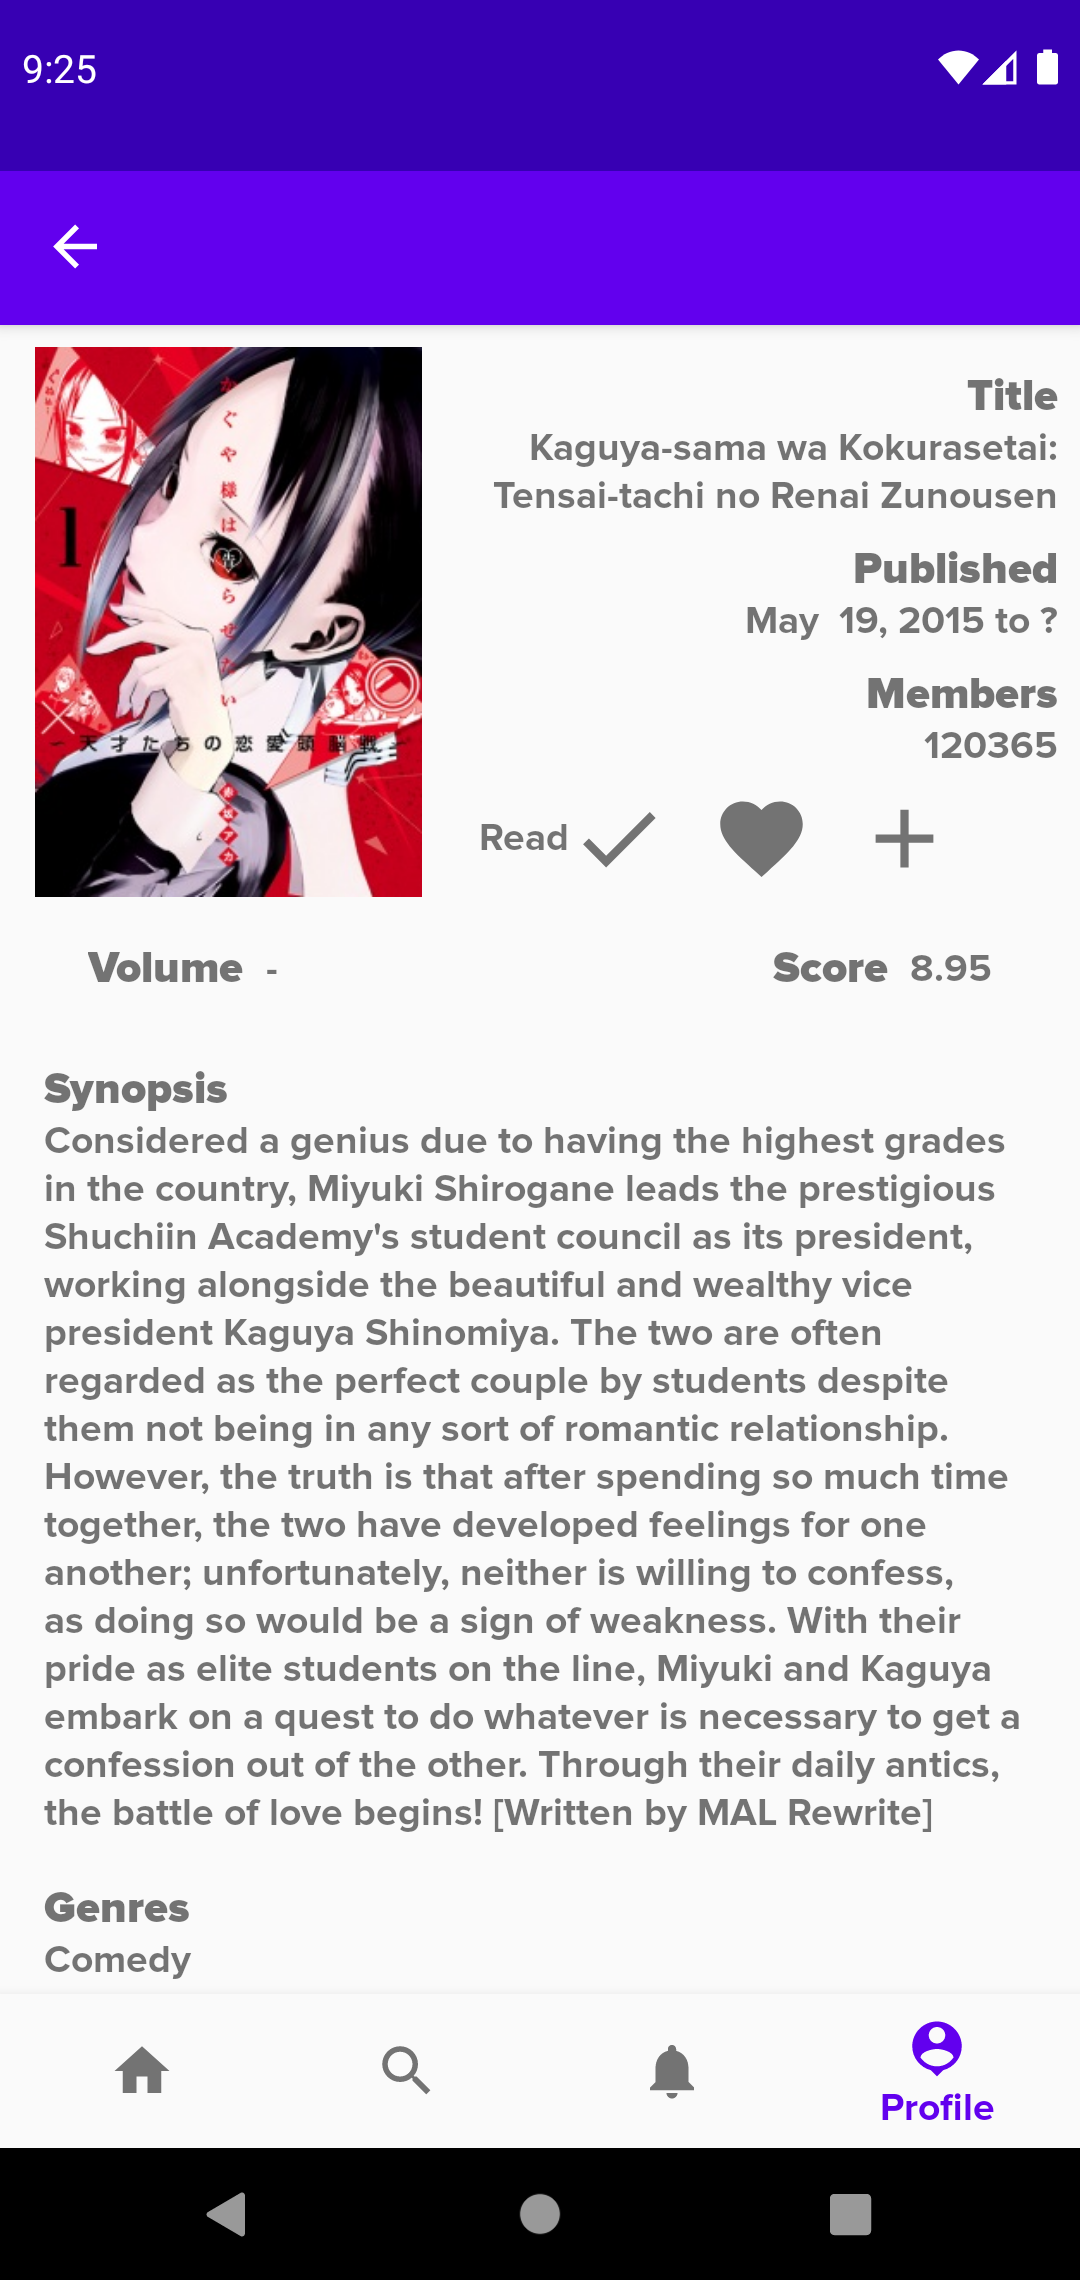 9:25
ぐぬぬ…
かぐや様は告らせたい
1
~天才たちの恋愛頭脳戦~
赤坂アカ
Title
Kaguya-sama wa Kokurasetai:
Tensai-tachi no Renai Zunousen
Published
May  19, 2015 to ?
Members
120365
Read
Volume -
Score 8.95
Synopsis
Considered a genius due to having the highest grades
in the country, Miyuki Shirogane leads the prestigious
Shuchiin Academy's student council as its president,
working alongside the beautiful and wealthy vice
president Kaguya Shinomiya. The two are often
regarded as the perfect couple by students despite
them not being in any sort of romantic relationship.
However, the truth is that after spending so much time
together, the two have developed feelings for one
another; unfortunately, neither is willing to confess,
as doing so would be a sign of weakness. With their
pride as elite students on the line, Miyuki and Kaguya
embark on a quest to do whatever is necessary to get a
confession out of the other. Through their daily antics,
the battle of love begins! [Written by MAL Rewrite]
Genres
Comedy
Profile